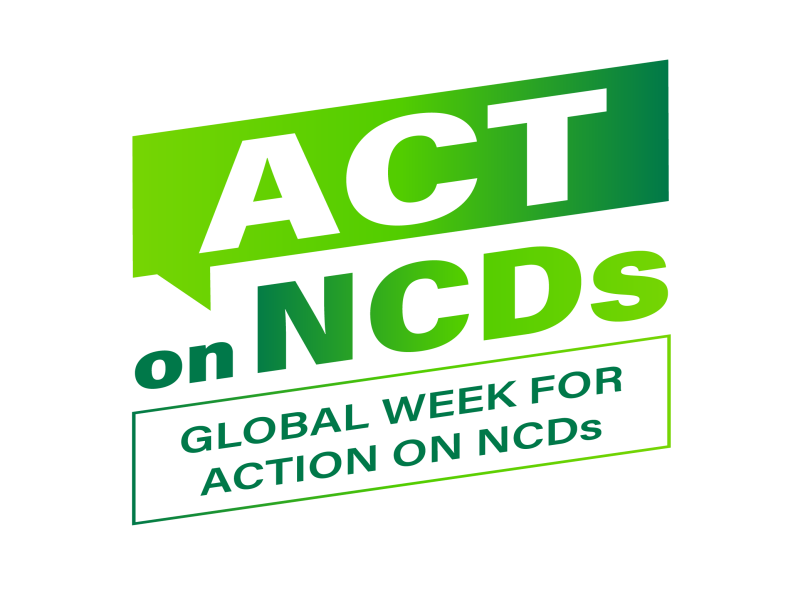 ACT
on NCDs
GLOBAL WEEK FOR
ACTION ON NCDs